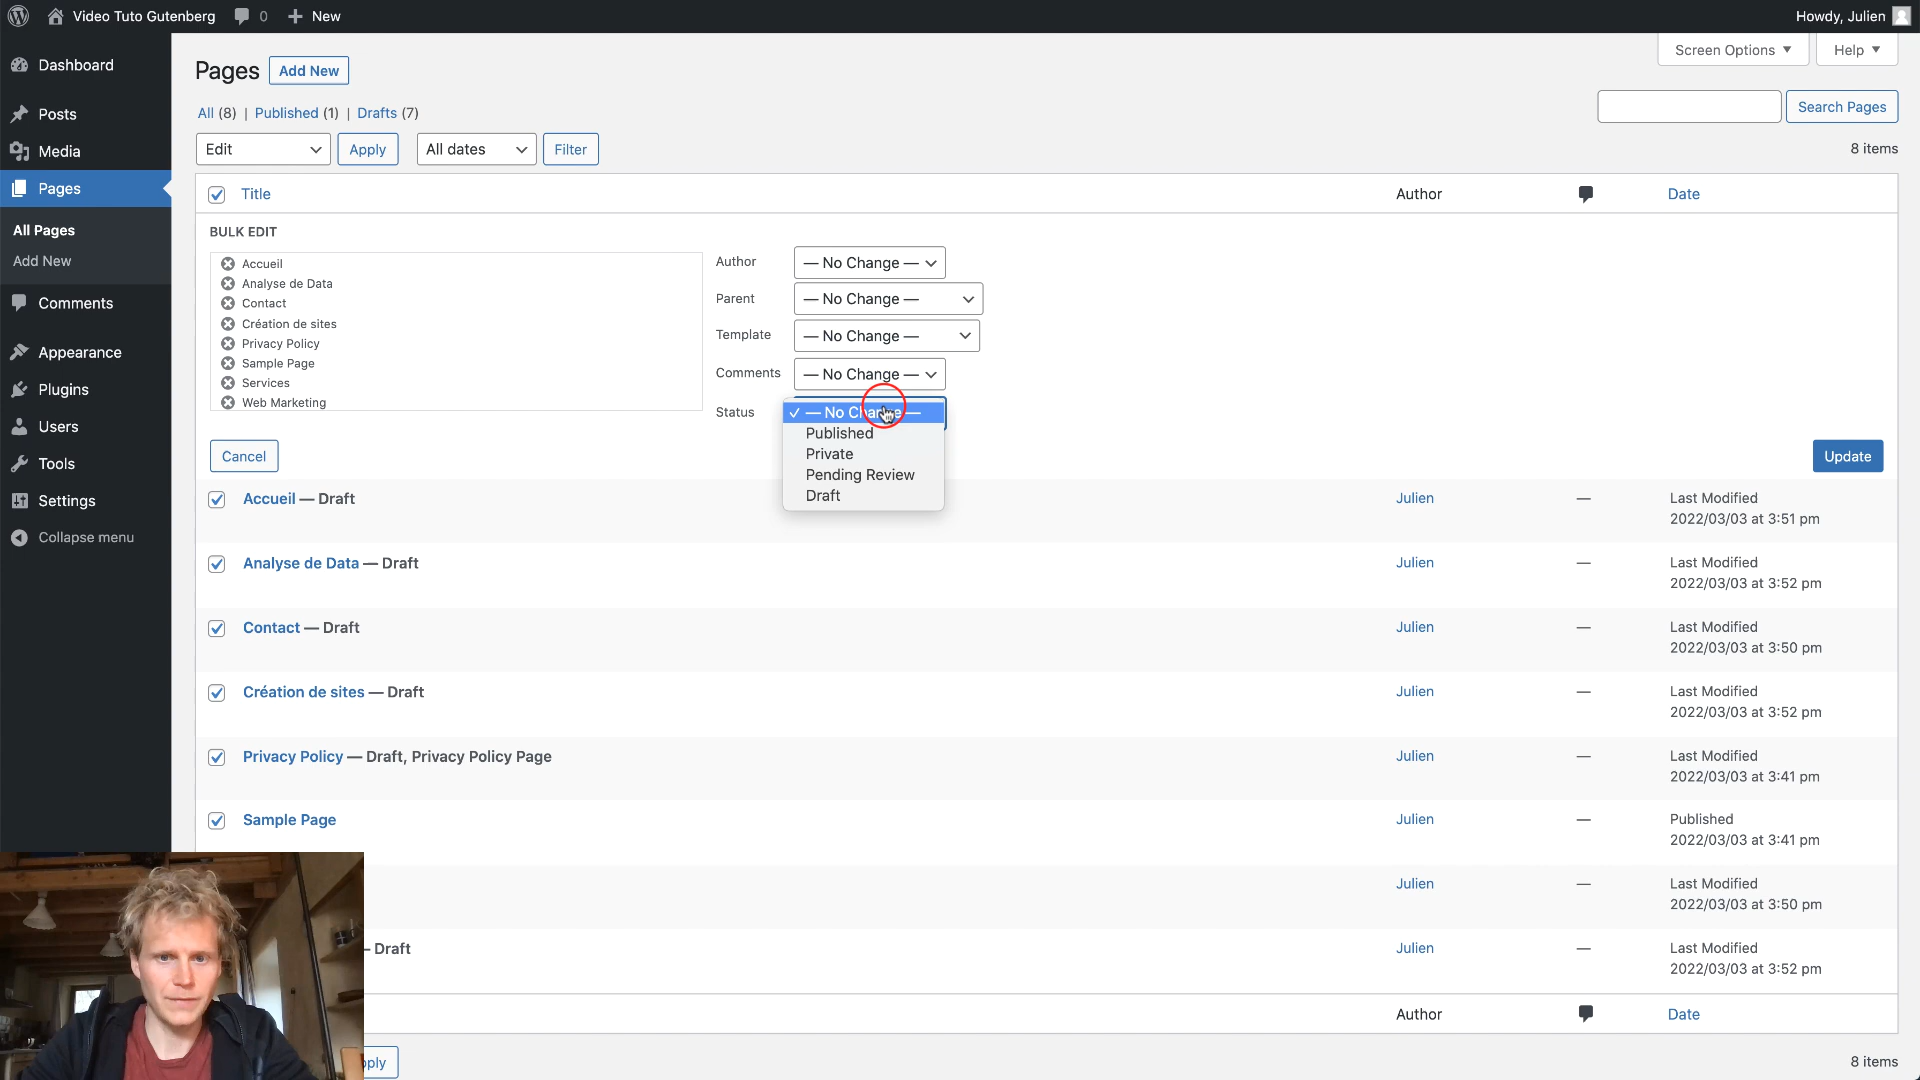 Video Tuto Gutenberg 0 New Howdy, Julien
Screen Options Help
Dashboard
Posts
Media
Pages
All Pages
Add New
Comments
Appearance
Plugins
Users
Tools
Settings
Collapse menu
Pages Add New
All (8) | Published (1) | Drafts (7)
Search Pages
Edit Apply All dates Filter 8 items
Title Author Date
BULK EDIT
Accueil
Analyse de Data
Contact
Création de sites
Privacy Policy
Sample Page
Services
Web Marketing
Author — No Change —
Parent — No Change —
Template — No Change —
Comments — No Change —
Status — No Change —
Published
Private
Pending Review
Draft
Cancel Update
Accueil — Draft Julien — Last Modified
2022/03/03 at 3:51 pm
Analyse de Data — Draft Julien — Last Modified
2022/03/03 at 3:52 pm
Contact — Draft Julien — Last Modified
2022/03/03 at 3:50 pm
Création de sites — Draft Julien — Last Modified
2022/03/03 at 3:52 pm
Privacy Policy — Draft, Privacy Policy Page Julien — Last Modified
2022/03/03 at 3:41 pm
Sample Page Julien — Published
2022/03/03 at 3:41 pm
Julien — Last Modified
2022/03/03 at 3:50 pm
— Draft Julien — Last Modified
2022/03/03 at 3:52 pm
Author Date
8 items